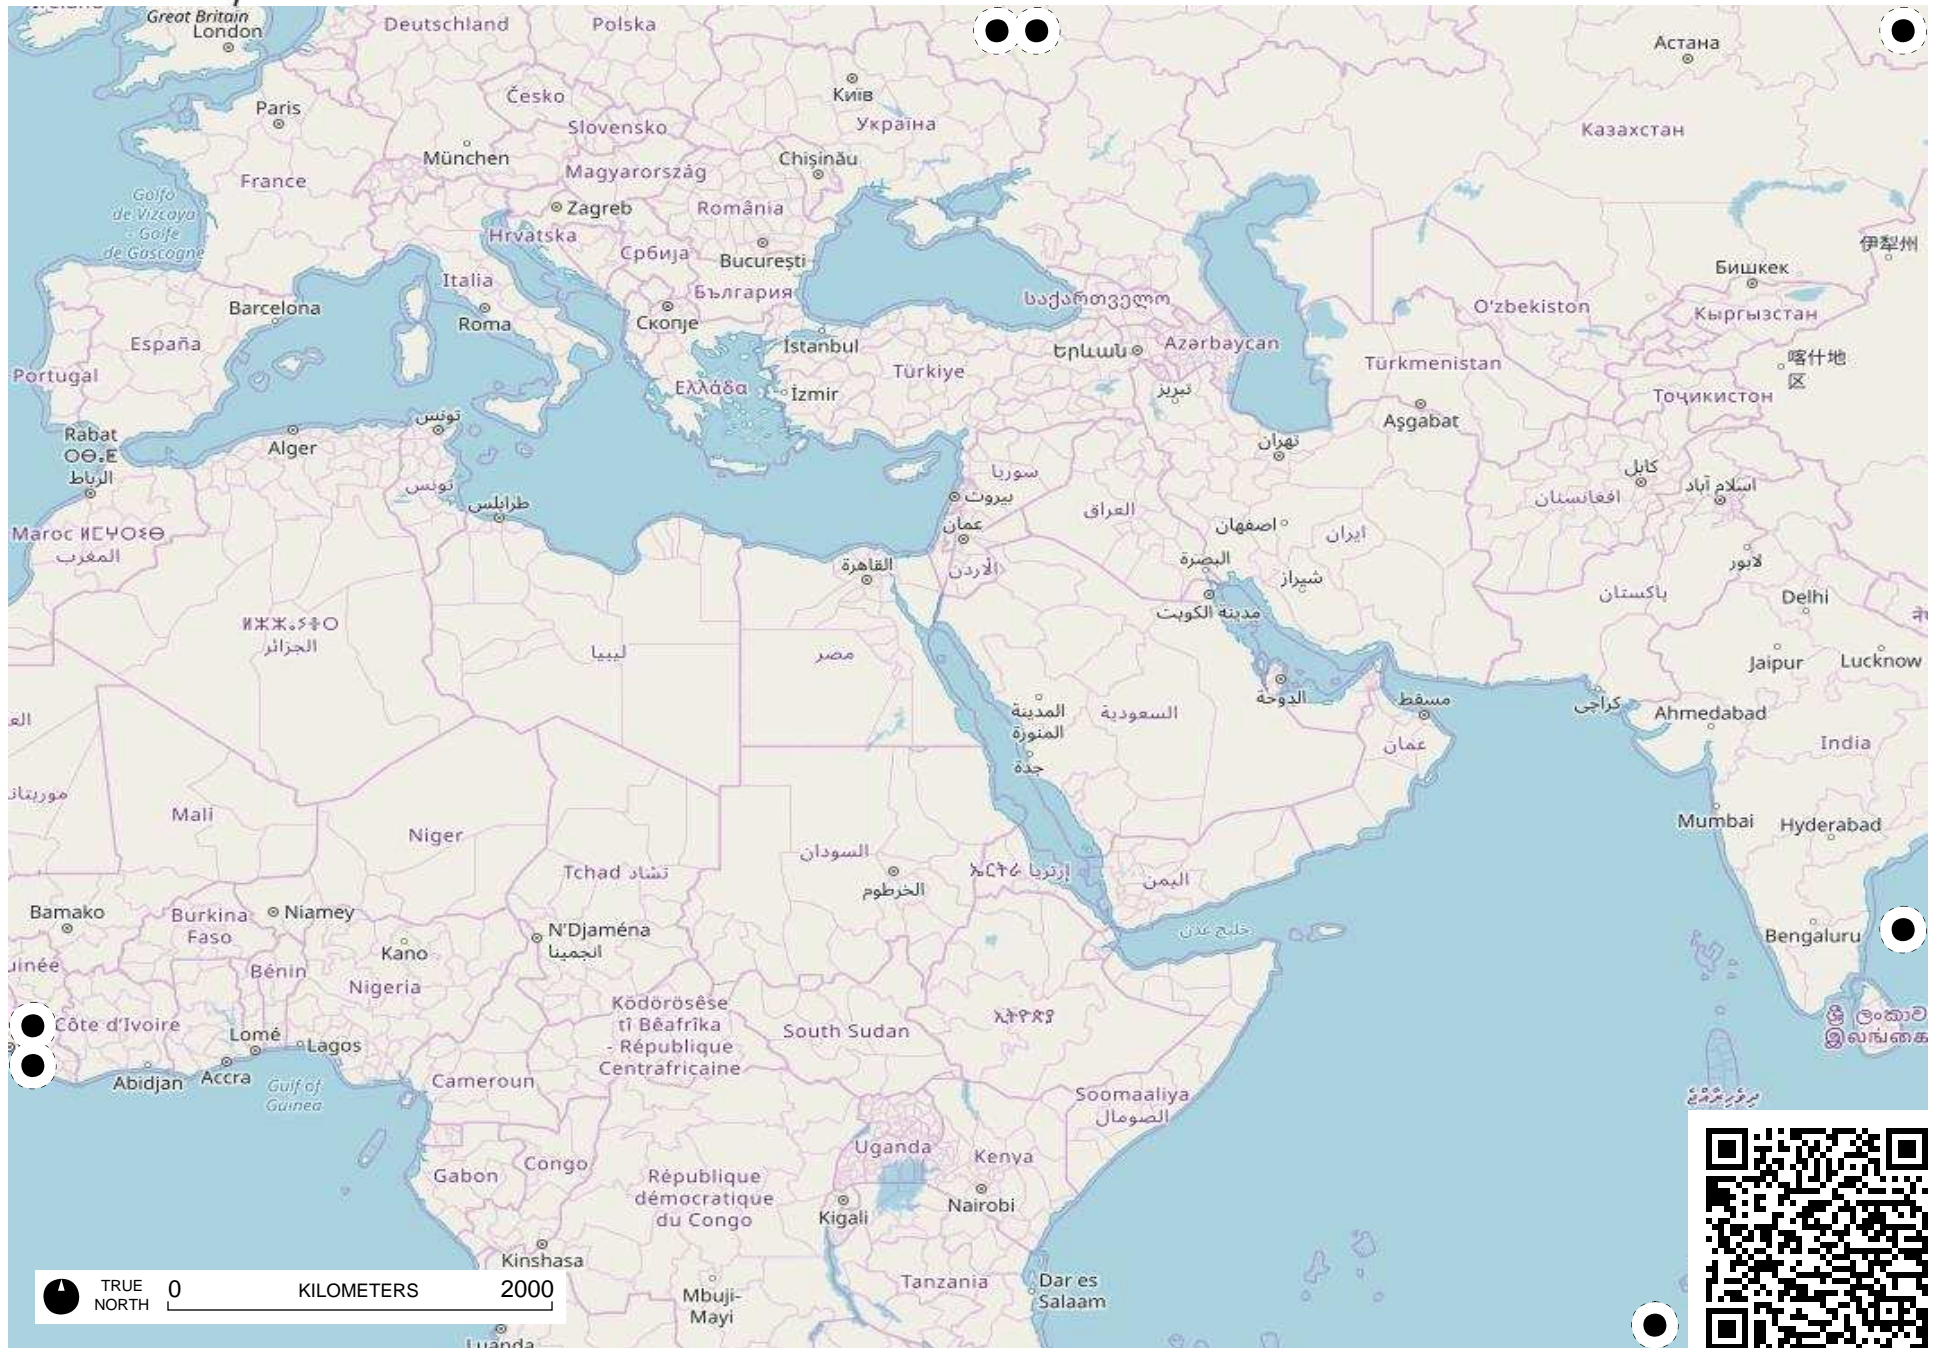 Great Britain
London
Deutschland
Polska
Астана
Paris
Česko
Київ
Україна
Казахстан
Slovensko
München
Chișinău
Magyarország
France
Golfo
de Vizcaya
- Golfe
de Gascogne
Zagreb
România
Hrvatska
Србија
București
伊犁州
Бишкек
Italia
България
საქართველო
Oʻzbekiston
Кыргызстан
Barcelona
Roma
Скопје
İstanbul
Երևան
Azərbaycan
España
Türkiye
Türkmenistan
喀什地
区
Portugal
Ελλάδα
İzmir
تبریز
Тоҷикистон
تونس
Aşgabat
Rabat
ⵔⴱⴰⵟ
الرباط
Alger
تهران
تونس
سوريا
کابل
بيروت
افغانستان
اسلام آباد
طرابلس
العراق
عمان
اصفهان
ایران
Maroc ⵍⵎⵖⵔⵉⴱ
المغرب
القاهرة
الأردن
البصرة
شیراز
لاہور
مدينة الكويت
پاکستان
Delhi
ⵍⵣⵣⴰⵢⴻⵔ
الجزائر
ليبيا
مصر
Jaipur
Lucknow
المدينة
المنورة
السعودية
الدوحة
مسقط
کراچی
Ahmedabad
عمان
India
جدة
Mali
Niger
Mumbai
Hyderabad
السودان
Tchad تشاد
ኤርትራ إرتريا
اليمن
الخرطوم
Bamako
Burkina
Faso
Niamey
N'Djaména
انجمينا
خليج عدن
Bengaluru
Kano
Bénin
Nigeria
Ködörösêse
tî Bêafrîka
- République
Centrafricaine
ኢትዮጵያ
Côte d'Ivoire
Lomé
Lagos
South Sudan
Abidjan
Accra
Gulf of
Guinea
Cameroun
Soomaaliya
الصومال
ދިވެހިރާއްޖެ
Uganda
Kenya
Gabon
Congo
République
démocratique
du Congo
Kigali
Nairobi
Kinshasa
Tanzania
Mbuji-
Mayi
Dar es
Salaam
TRUE
NORTH
0 KILOMETERS 2000
Luanda